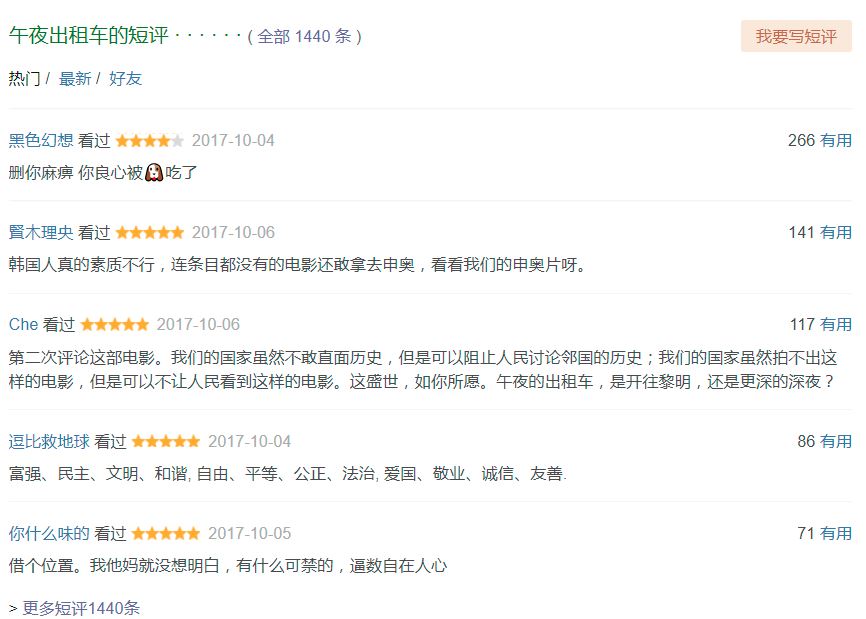 午夜出租车的短评 · · · · · · ( 全部 1440 条 )
我要写短评
热门 / 最新 / 好友
黑色幻想 看过 2017-10-04 266 有用
删你麻痹 你良心被🐶吃了
賢木理央 看过 2017-10-06 141 有用
韩国人真的素质不行，连条目都没有的电影还敢拿去申奥，看看我们的申奥片呀。
Che 看过 2017-10-06 117 有用
第二次评论这部电影。我们的国家虽然不敢直面历史，但是可以阻止人民讨论邻国的历史；我们的国家虽然拍不出这
样的电影，但是可以不让人民看到这样的电影。这盛世，如你所愿。午夜的出租车，是开往黎明，还是更深的深夜？
逗比救地球 看过 2017-10-04 86 有用
富强、民主、文明、和谐, 自由、平等、公正、法治, 爱国、敬业、诚信、友善.
你什么味的 看过 2017-10-05 71 有用
借个位置。我他妈就没想明白，有什么可禁的，逼数自在人心
> 更多短评1440条